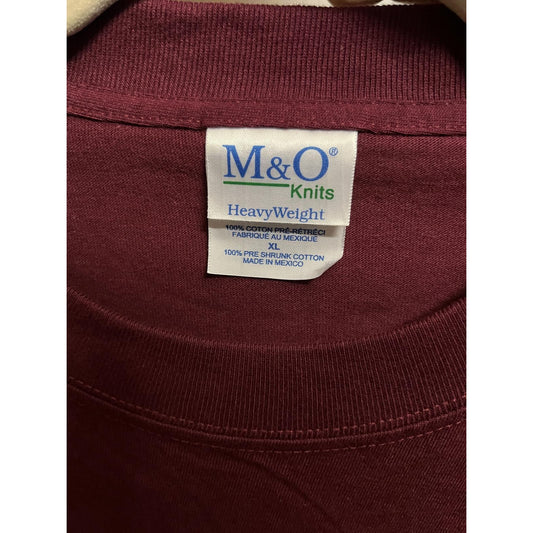 M&O®
Knits
HeavyWeight
100% COTON PRÉ-RÉTRÉCI
FABRIQUÉ AU MEXIQUE
XL
100% PRE SHRUNK COTTON
MADE IN MEXICO